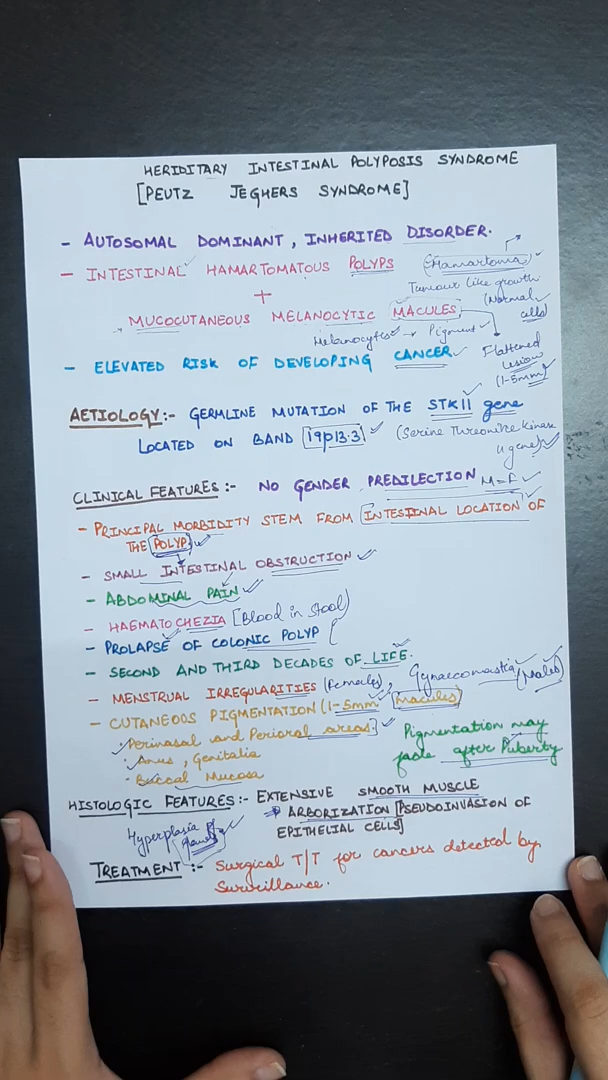 HERIDITARY INTESTINAL POLYPOSIS SYNDROME
[PEUTZ JEGHERS SYNDROME]
- AUTOSOMAL DOMINANT, INHERITED DISORDER.
- INTESTINAL HAMARTOMATOUS POLYPS (Hamartoma)
Tumour like growth
(Normal cells)
+
MUCOCUTANEOUS MELANOCYTIC MACULES
Melanocytes → Pigment
Flattened
lesion
(1-5mm)
- ELEVATED RISK OF DEVELOPING CANCER
AETIOLOGY:- GERMLINE MUTATION OF THE STK11 gene
LOCATED ON BAND [19p13.3] (Serine Threonine Kinase
11 gene)
CLINICAL FEATURES:- NO GENDER PREDILECTION M=F
- PRINCIPAL MORBIDITY STEM FROM INTESTINAL LOCATION OF
THE POLYP
- SMALL INTESTINAL OBSTRUCTION
- ABDOMINAL PAIN
- HAEMATOCHEZIA [Blood in Stool)
- PROLAPSE OF COLONIC POLYP
- SECOND AND THIRD DECADES OF LIFE.
- MENSTRUAL IRREGULARITIES (Females), Gynaecomastia (Males)
- CUTANEOUS PIGMENTATION (1-5mm [Macules]
Perinasal and Perioral areas]
Anus, Genitalia
Buccal Mucosa
Pigmentation may
fade after Puberty
HISTOLOGIC FEATURES:- EXTENSIVE SMOOTH MUSCLE
⇒ ARBORIZATION [PSEUDOINVASION OF
EPITHELIAL CELLS]
Hyperplasia
TREATMENT:- Surgical T/T for cancers detected by
Surveillance.